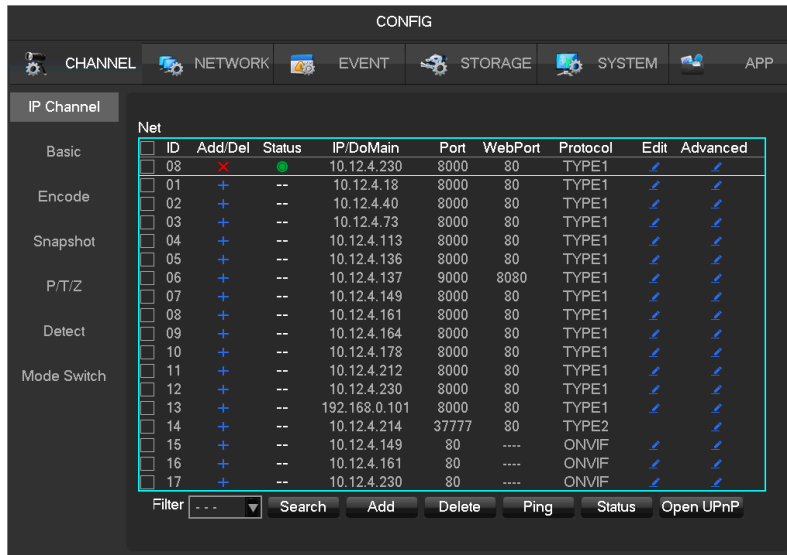 CONFIG
CHANNEL NETWORK EVENT STORAGE SYSTEM APP
IP Channel
Basic
Encode
Snapshot
P/T/Z
Detect
Mode Switch
Net
ID Add/Del Status IP/DoMain Port WebPort Protocol Edit Advanced
08 10.12.4.230 8000 80 TYPE1
01 + -- 10.12.4.18 8000 80 TYPE1
02 + -- 10.12.4.40 8000 80 TYPE1
03 + -- 10.12.4.73 8000 80 TYPE1
04 + -- 10.12.4.113 8000 80 TYPE1
05 + -- 10.12.4.136 8000 80 TYPE1
06 + -- 10.12.4.137 9000 8080 TYPE1
07 + -- 10.12.4.149 8000 80 TYPE1
08 + -- 10.12.4.161 8000 80 TYPE1
09 + -- 10.12.4.164 8000 80 TYPE1
10 + -- 10.12.4.178 8000 80 TYPE1
11 + -- 10.12.4.212 8000 80 TYPE1
12 + -- 10.12.4.230 8000 80 TYPE1
13 + -- 192.168.0.101 8000 80 TYPE1
14 + -- 10.12.4.214 37777 80 TYPE2
15 + -- 10.12.4.149 80 ---- ONVIF
16 + -- 10.12.4.161 80 ---- ONVIF
17 + -- 10.12.4.230 80 ---- ONVIF
Filter - - - Search Add Delete Ping Status Open UPnP